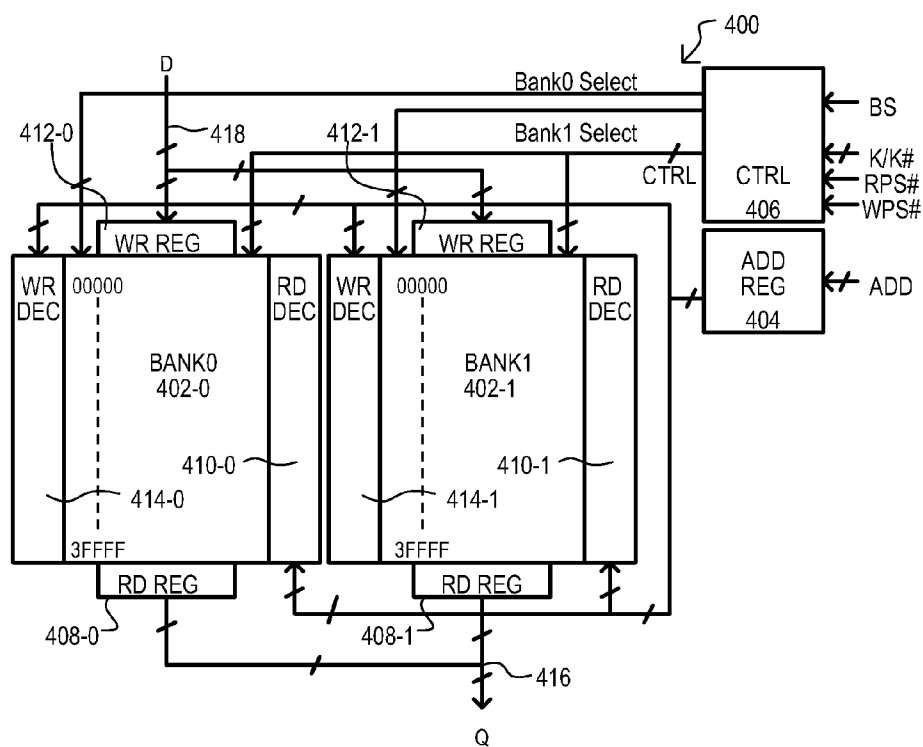 400
D
Bank0 Select
BS
412-0
418
412-1
Bank1 Select
K/K#
CTRL
CTRL
RPS#
406
WPS#
WR REG
WR REG
ADD
REG
404
ADD
WR
DEC
00000
RD
DEC
WR
DEC
00000
RD
DEC
BANK0
402-0
BANK1
402-1
410-0
410-1
414-0
414-1
3FFFF
3FFFF
RD REG
RD REG
408-0
408-1
416
Q